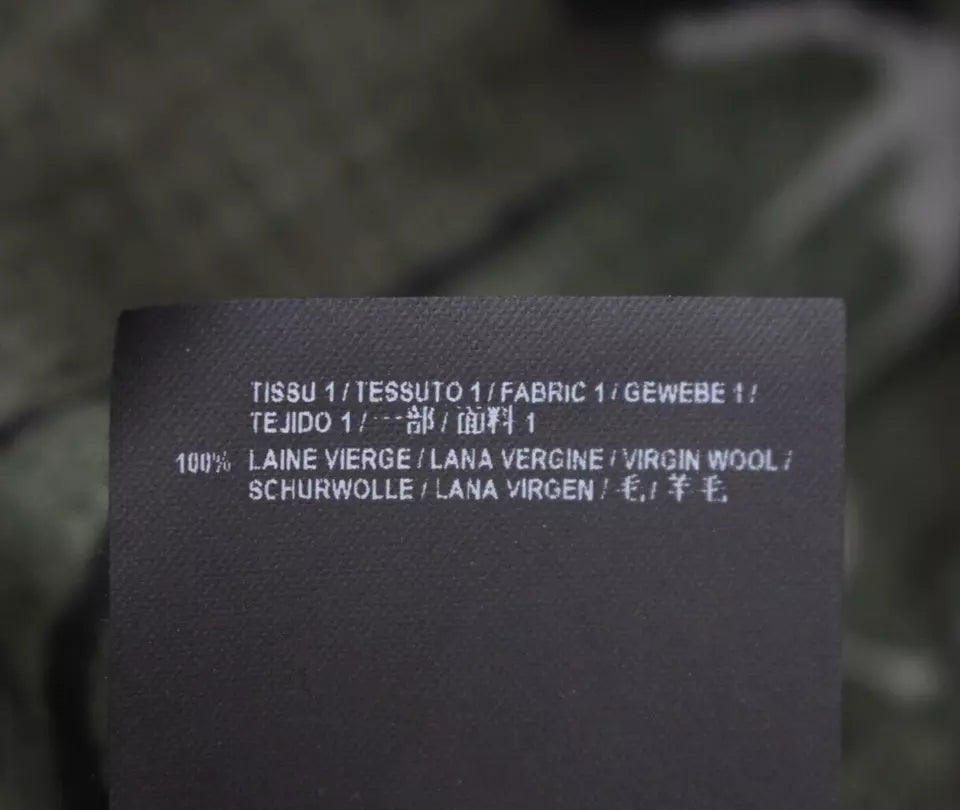 TISSU 1 / TESSUTO 1 / FABRIC 1 / GEWEBE 1 /
TEJIDO 1 / 一部 / 面料 1
100% LAINE VIERGE / LANA VERGINE / VIRGIN WOOL /
SCHURWOLLE / LANA VIRGEN / 毛 / 羊毛